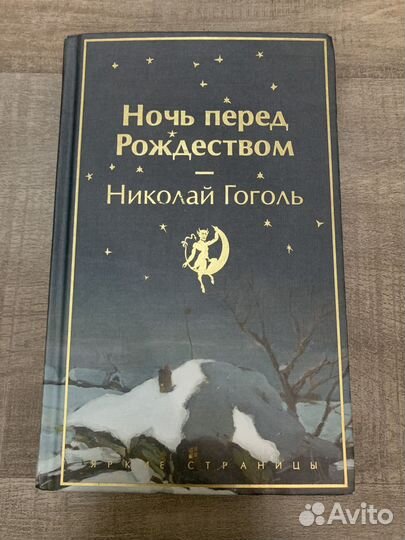 Ночь перед
Рождеством
Николай Гоголь
ЯРКИЕ СТРАНИЦЫ
Avito